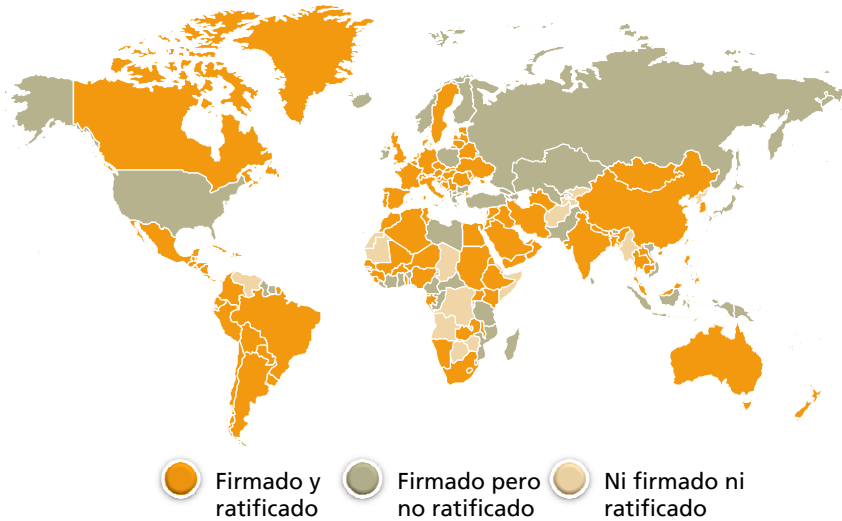 Firmado y
ratificado
Firmado pero
no ratificado
Ni firmado ni
ratificado